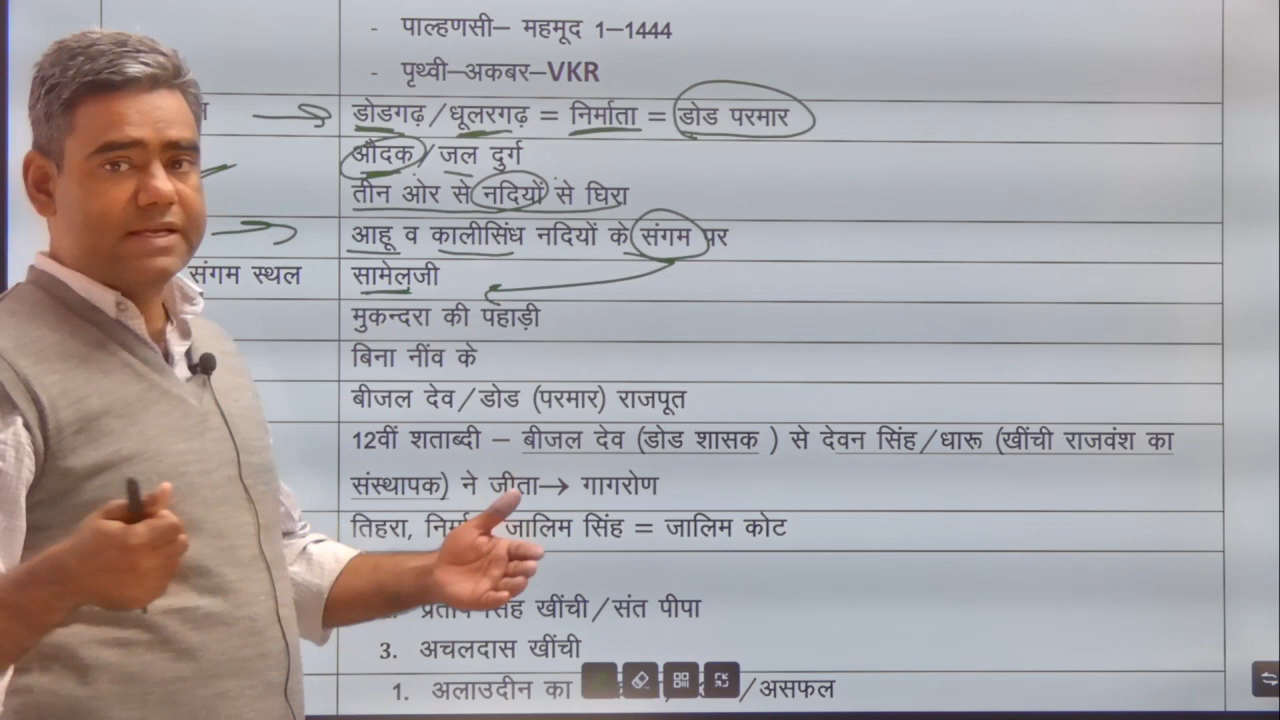 - पाल्हणसी– महमूद 1–1444
- पृथ्वी–अकबर–VKR
डोडगढ़/धूलरगढ़ = निर्माता = डोड परमार
औदक/जल दुर्ग
तीन ओर से नदियों से घिरा
आहू व कालीसिंध नदियों के संगम पर
संगम स्थल सामेलजी
मुकन्दरा की पहाड़ी
बिना नींव के
बीजल देव/डोड (परमार) राजपूत
12वीं शताब्दी – बीजल देव (डोड शासक ) से देवन सिंह/धारू (खींची राजवंश का
संस्थापक) ने जीता→ गागरोण
तिहरा, जालिम सिंह = जालिम कोट
सिंह खींची/संत पीपा
3. अचलदास खींची
1. अलाउदीन का /असफल